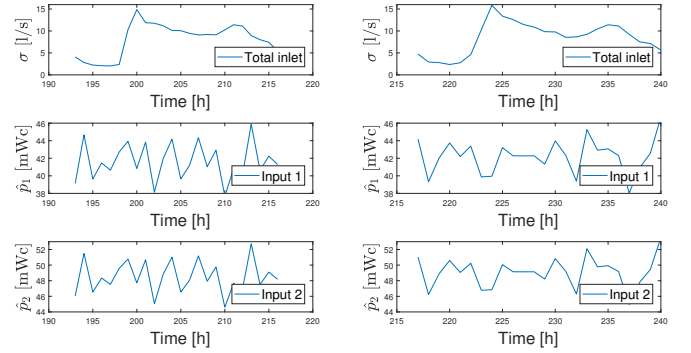 15
10
5
0
σ [l/s]
Total inlet
190 195 200 205 210 215 220
Time [h]
15
10
5
0
σ [l/s]
Total inlet
215 220 225 230 235 240
Time [h]
46
44
42
40
38
p̂₁ [mWc]
Input 1
190 195 200 205 210 215 220
Time [h]
46
44
42
40
38
p̂₁ [mWc]
Input 1
215 220 225 230 235 240
Time [h]
52
50
48
46
44
p̂₂ [mWc]
Input 2
190 195 200 205 210 215 220
Time [h]
52
50
48
46
44
p̂₂ [mWc]
Input 2
215 220 225 230 235 240
Time [h]